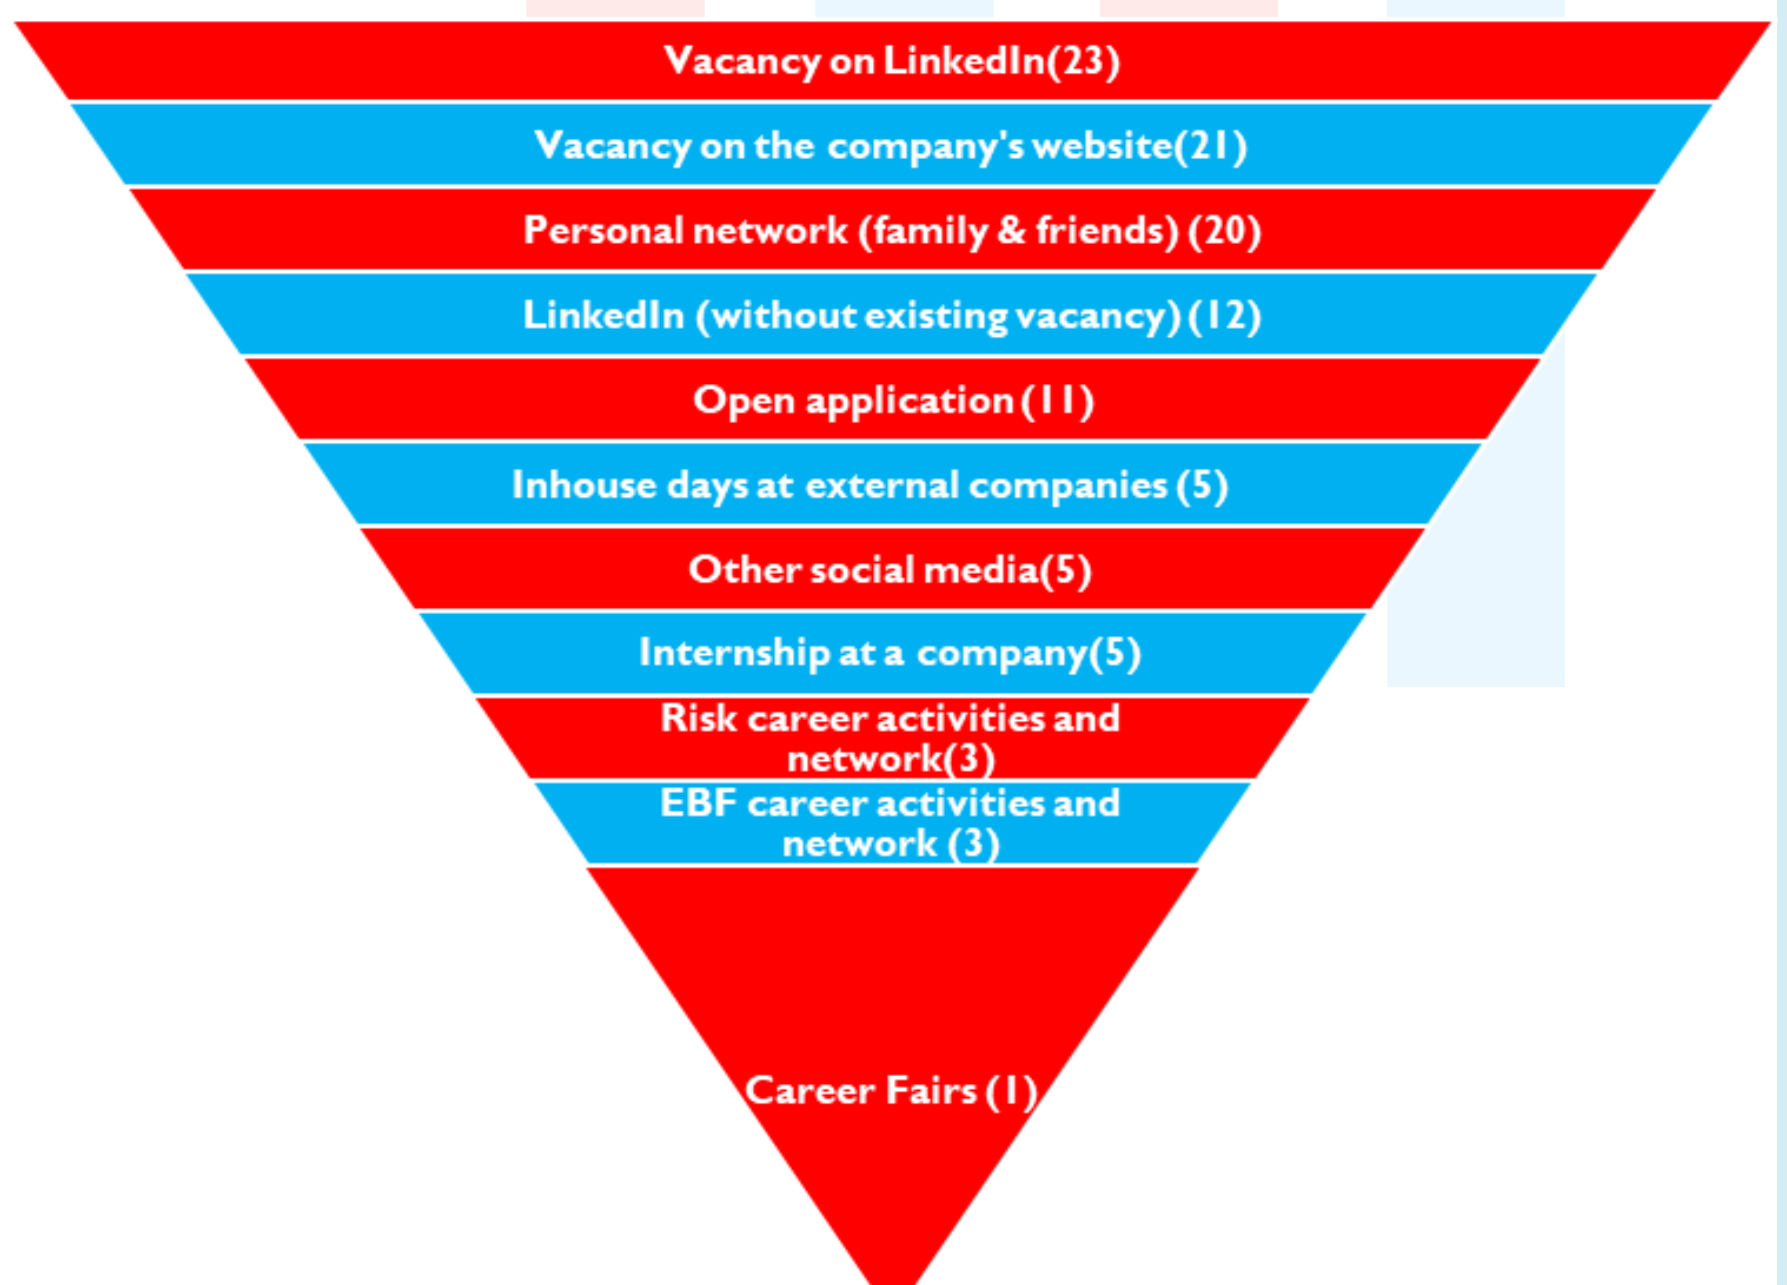 Vacancy on LinkedIn(23)
Vacancy on the company's website(21)
Personal network (family & friends) (20)
LinkedIn (without existing vacancy) (12)
Open application (11)
Inhouse days at external companies (5)
Other social media(5)
Internship at a company(5)
Risk career activities and
network(3)
EBF career activities and
network (3)
Career Fairs (1)